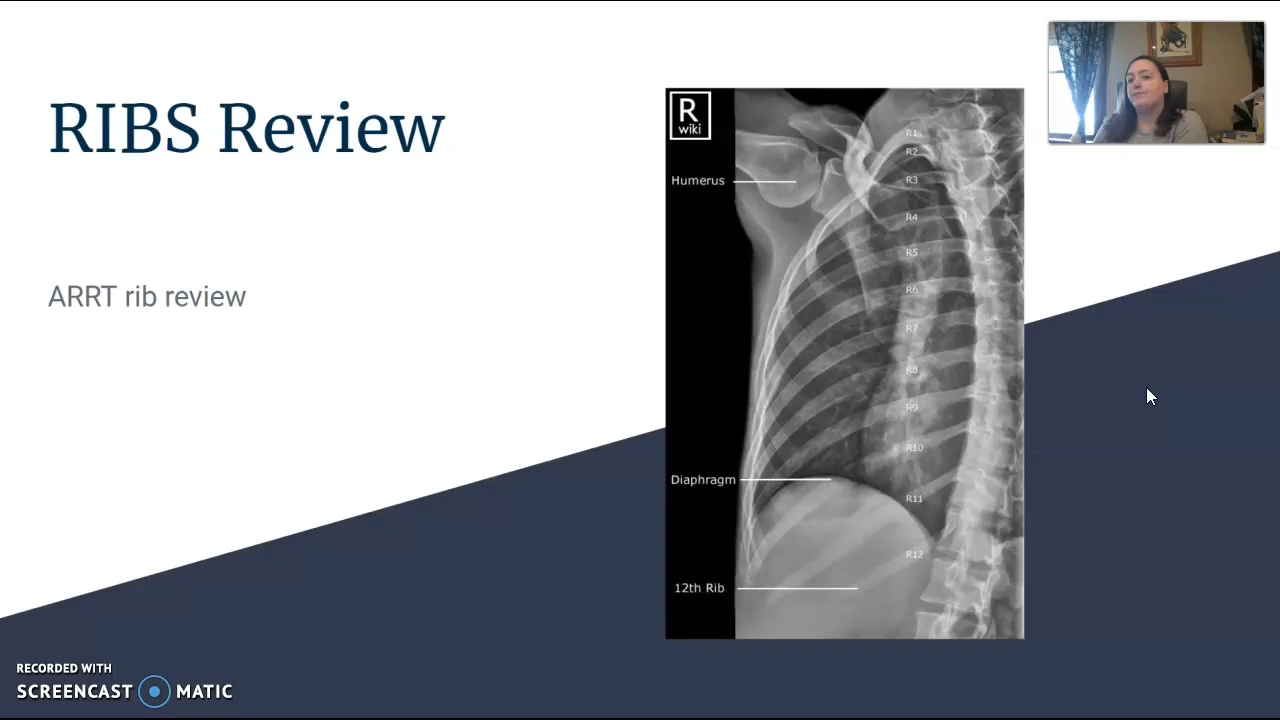 RIBS Review
ARRT rib review
R
wiki
Humerus
Diaphragm
12th Rib
R1
R2
R3
R4
R5
R6
R7
R8
R9
R10
R11
R12
RECORDED WITH
SCREENCAST MATIC